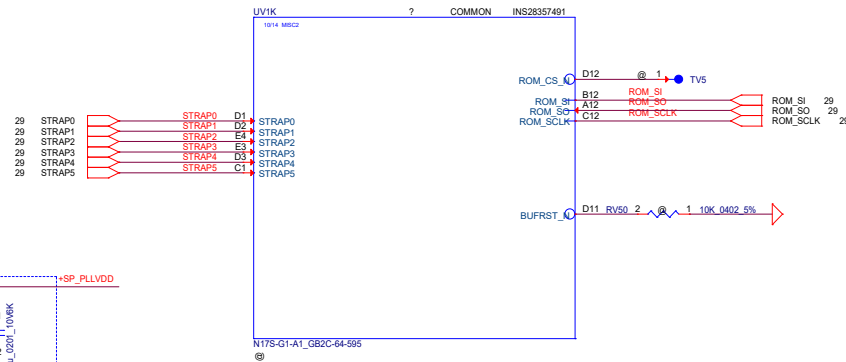 UV1K ? COMMON INS28357491
10/14 MISC2
ROM_CS_N D12 @ 1 TV5
ROM_SI B12 ROM_SI ROM_SI 29
ROM_SO A12 ROM_SO ROM_SO 29
ROM_SCLK C12 ROM_SCLK ROM_SCLK 29
29 STRAP0 STRAP0 D1 STRAP0
29 STRAP1 STRAP1 D2 STRAP1
29 STRAP2 STRAP2 E4 STRAP2
29 STRAP3 STRAP3 E3 STRAP3
29 STRAP4 STRAP4 D3 STRAP4
29 STRAP5 STRAP5 C1 STRAP5
BUFRST_N D11 RV50 2 @ 1 10K_0402_5%
+SP_PLLVDD
u_0201_10V6K
N17S-G1-A1_GB2C-64-595
@